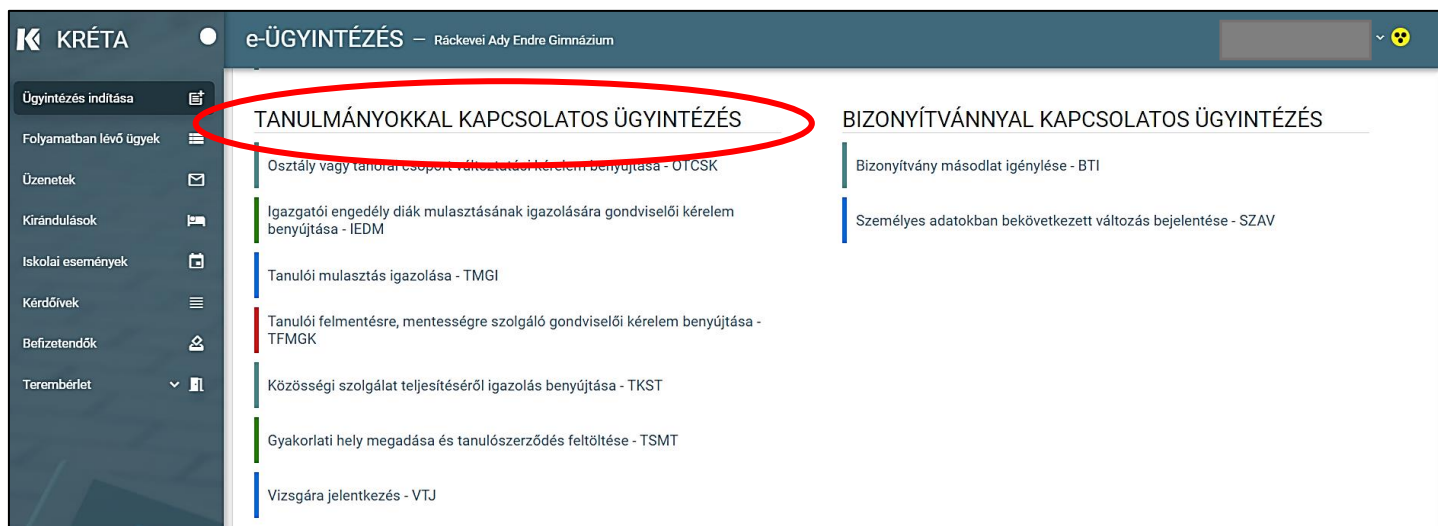 KRÉTA
e-ÜGYINTÉZÉS — Ráckevei Ady Endre Gimnázium
Ügyintézés indítása
Folyamatban lévő ügyek
Üzenetek
Kirándulások
Iskolai események
Kérdőívek
Befizetendők
Terembérlet
TANULMÁNYOKKAL KAPCSOLATOS ÜGYINTÉZÉS
Osztály vagy tanórai csoport változtatási kérelem benyújtása - OTCSK
Igazgatói engedély diák mulasztásának igazolására gondviselői kérelem
benyújtása - IEDM
Tanulói mulasztás igazolása - TMGI
Tanulói felmentésre, mentességre szolgáló gondviselői kérelem benyújtása -
TFMGK
Közösségi szolgálat teljesítéséről igazolás benyújtása - TKST
Gyakorlati hely megadása és tanulószerződés feltöltése - TSMT
Vizsgára jelentkezés - VTJ
BIZONYÍTVÁNNYAL KAPCSOLATOS ÜGYINTÉZÉS
Bizonyítvány másodlat igénylése - BTI
Személyes adatokban bekövetkezett változás bejelentése - SZAV